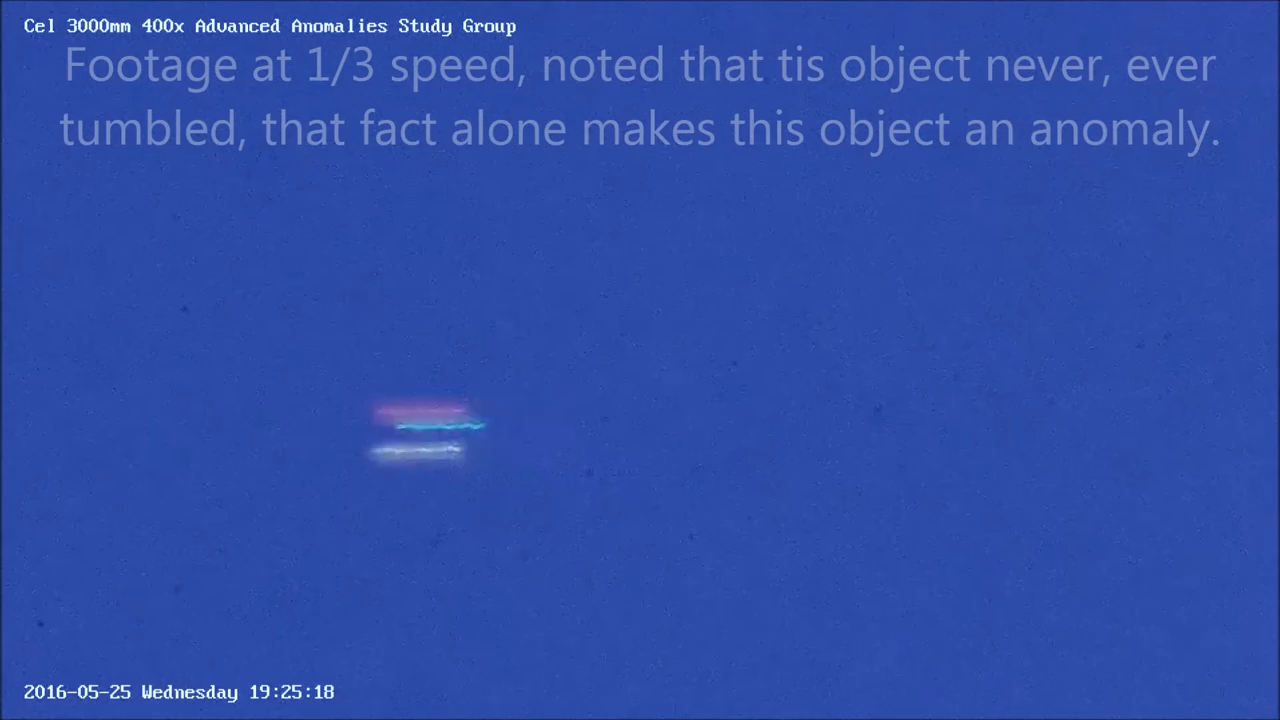 Cel 3000mm 400x Advanced Anomalies Study Group
Footage at 1/3 speed, noted that tis object never, ever
tumbled, that fact alone makes this object an anomaly.
2016-05-25 Wednesday 19:25:18